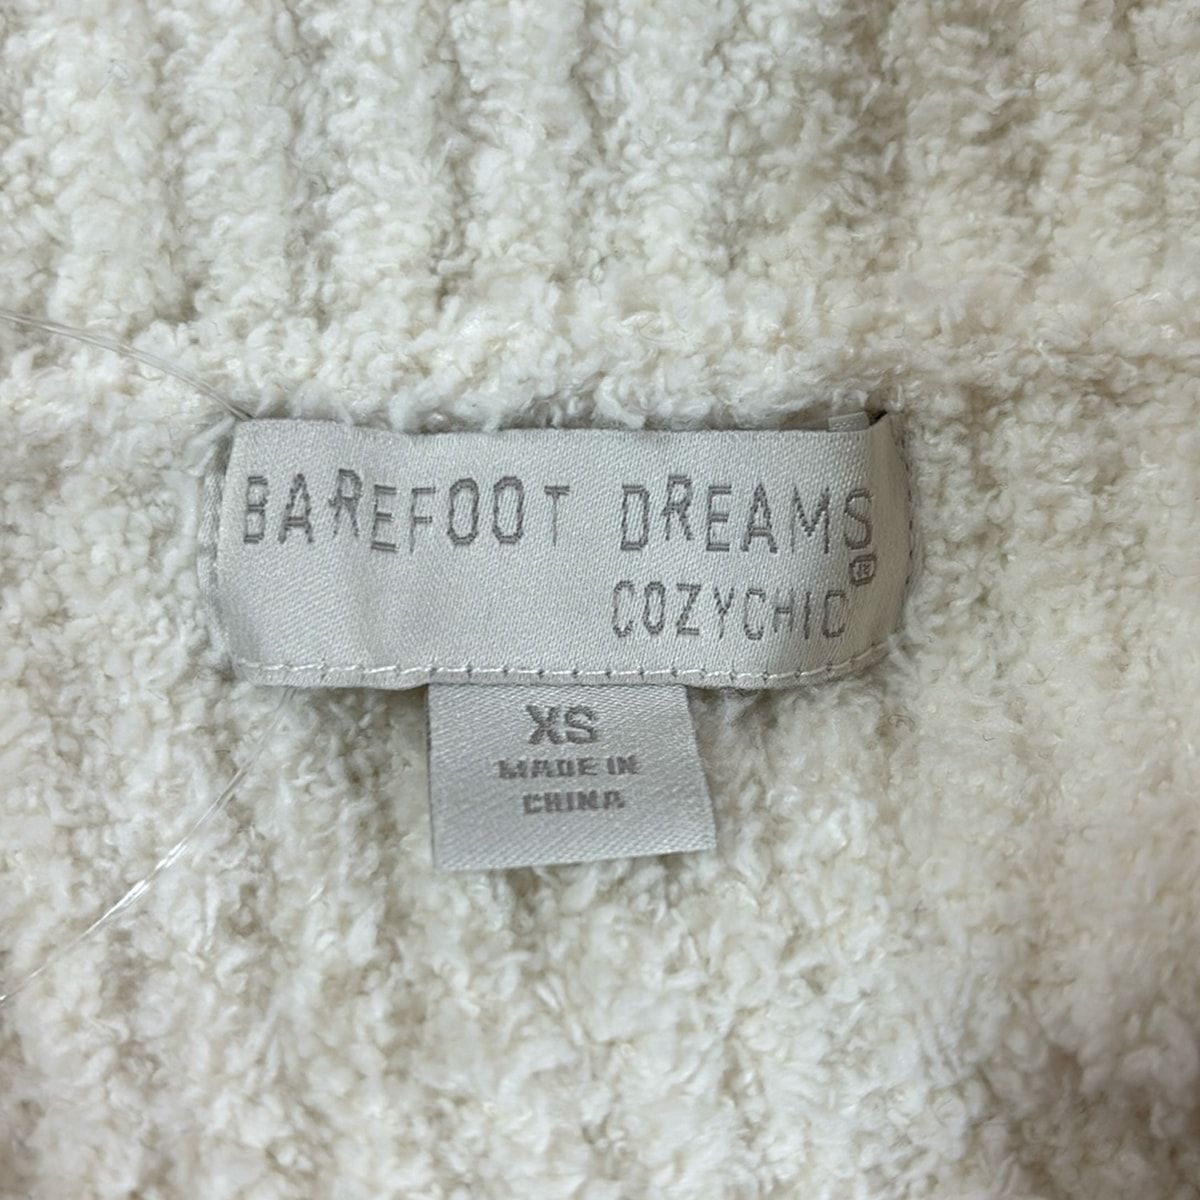 BAREFOOT DREAMS
COZYCHIC
XS
MADE IN
CHINA